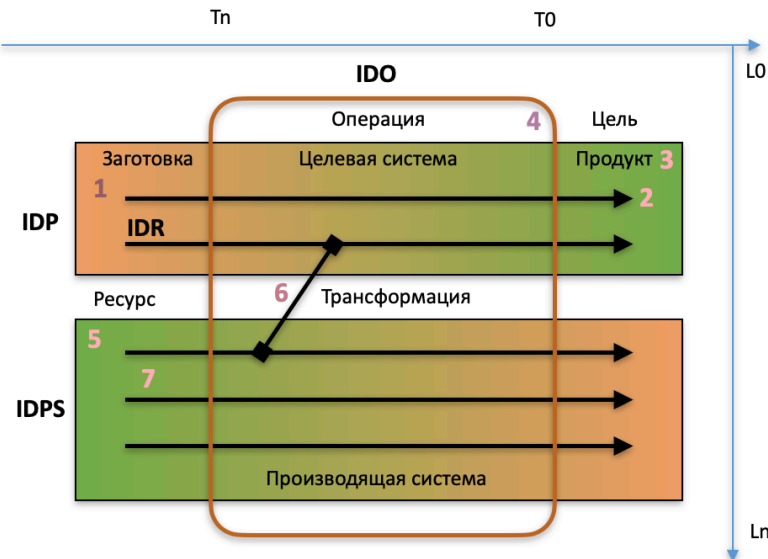 Tn
T0
L0
IDO
Операция
4
Цель
Заготовка
Целевая система
Продукт
3
1
2
IDP
IDR
6
Ресурс
Трансформация
5
7
IDPS
Производящая система
Ln